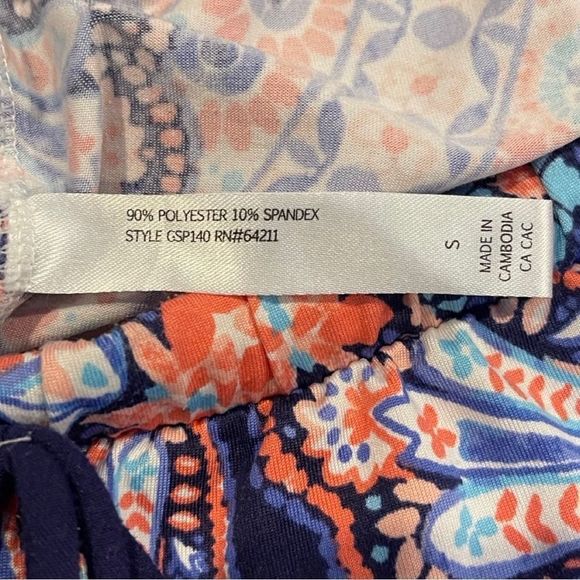 90% POLYESTER 10% SPANDEX
STYLE GSP140 RN#64211
S
MADE IN
CAMBODIA
CA CAC